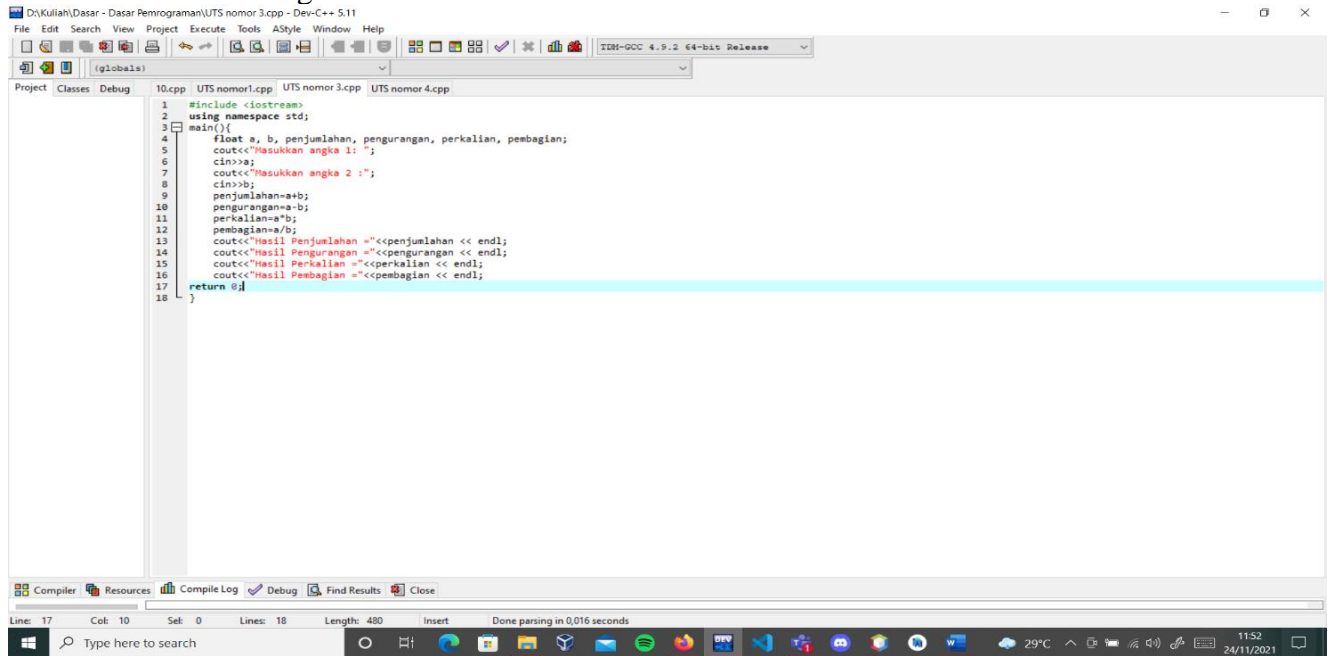 D:\Kuliah\Dasar - Dasar Pemrograman\UTS nomor 3.cpp - Dev-C++ 5.11
File Edit Search View Project Execute Tools AStyle Window Help
TDM-GCC 4.9.2 64-bit Release
(globals)
Project Classes Debug 10.cpp UTS nomor1.cpp UTS nomor 3.cpp UTS nomor 4.cpp
1 #include <iostream>
2 using namespace std;
3 main(){
4 float a, b, penjumlahan, pengurangan, perkalian, pembagian;
5 cout<<"Masukkan angka 1: ";
6 cin>>a;
7 cout<<"Masukkan angka 2 :";
8 cin>>b;
9 penjumlahan=a+b;
10 pengurangan=a-b;
11 perkalian=a*b;
12 pembagian=a/b;
13 cout<<"Hasil Penjumlahan ="<<penjumlahan << endl;
14 cout<<"Hasil Pengurangan ="<<pengurangan << endl;
15 cout<<"Hasil Perkalian ="<<perkalian << endl;
16 cout<<"Hasil Pembagian ="<<pembagian << endl;
17 return 0;
18 }
Compiler Resources Compile Log Debug Find Results Close
Line: 17 Col: 10 Sel: 0 Lines: 18 Length: 480 Insert Done parsing in 0,016 seconds
Type here to search DEV 29°C 11:52
24/11/2021